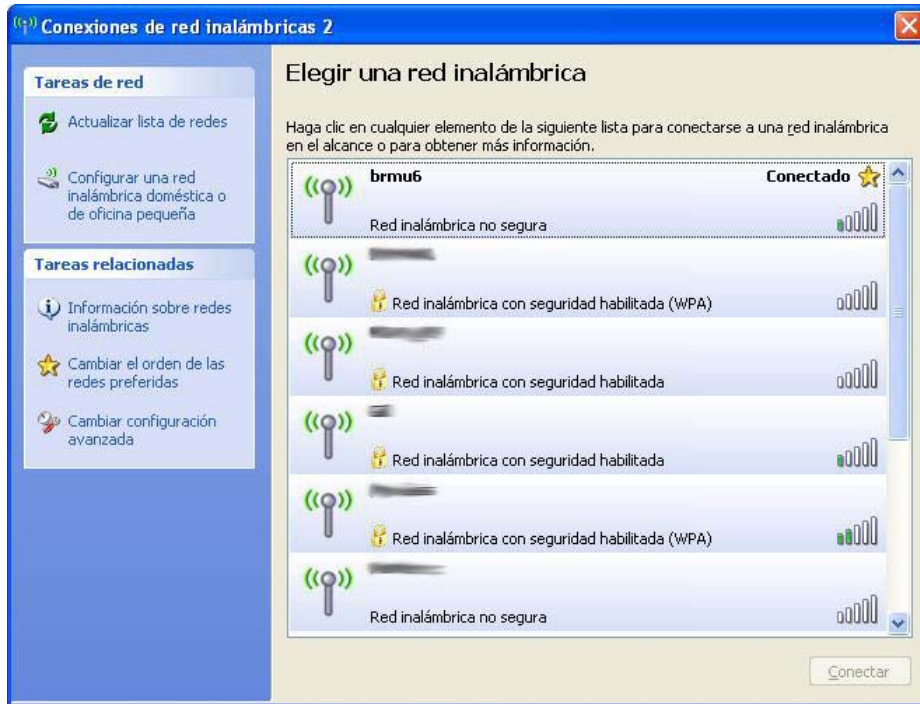 Conexiones de red inalámbricas 2
Tareas de red
Actualizar lista de redes
Configurar una red
inalámbrica doméstica o
de oficina pequeña
Tareas relacionadas
Información sobre redes
inalámbricas
Cambiar el orden de las
redes preferidas
Cambiar configuración
avanzada
Elegir una red inalámbrica
Haga clic en cualquier elemento de la siguiente lista para conectarse a una red inalámbrica
en el alcance o para obtener más información.
brmu6 Conectado
Red inalámbrica no segura
Red inalámbrica con seguridad habilitada (WPA)
Red inalámbrica con seguridad habilitada
Red inalámbrica con seguridad habilitada
Red inalámbrica con seguridad habilitada (WPA)
Red inalámbrica no segura
Conectar